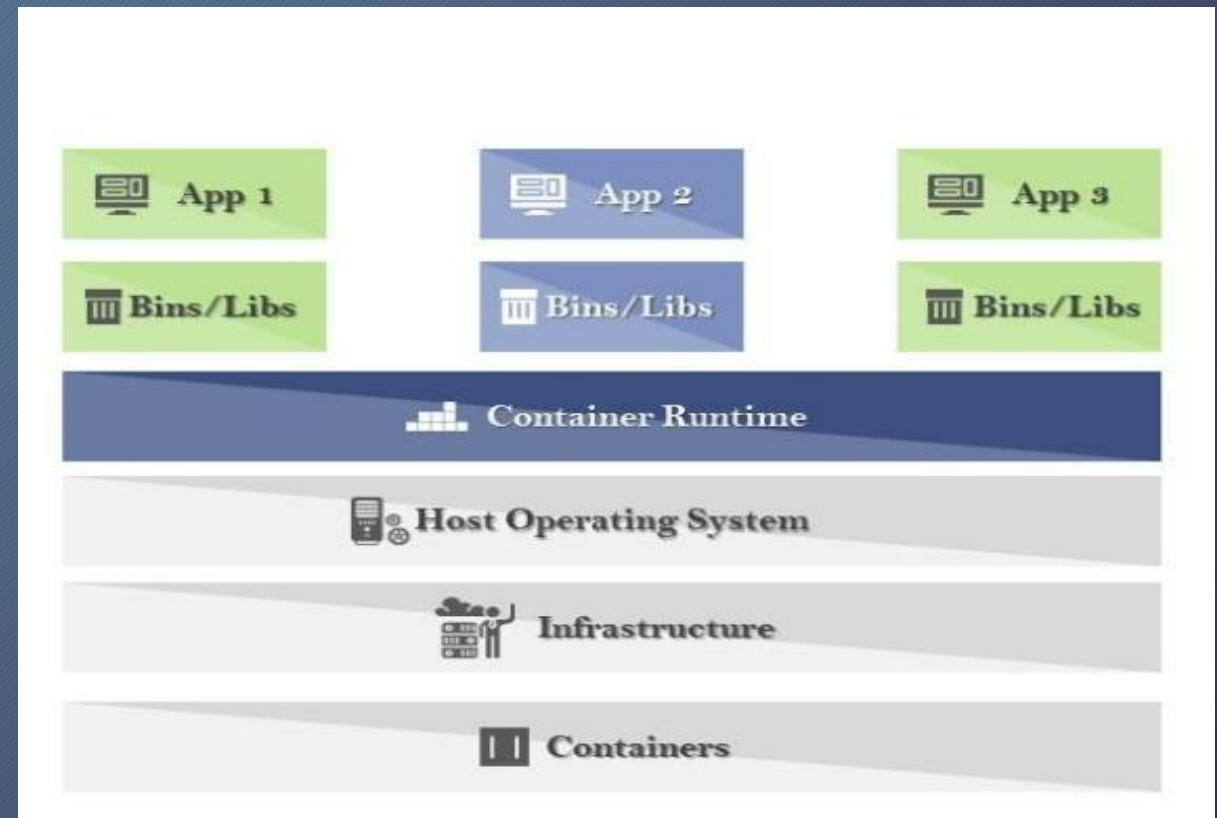 App 1
App 2
App 3
Bins/Libs
Bins/Libs
Bins/Libs
Container Runtime
Host Operating System
Infrastructure
Containers